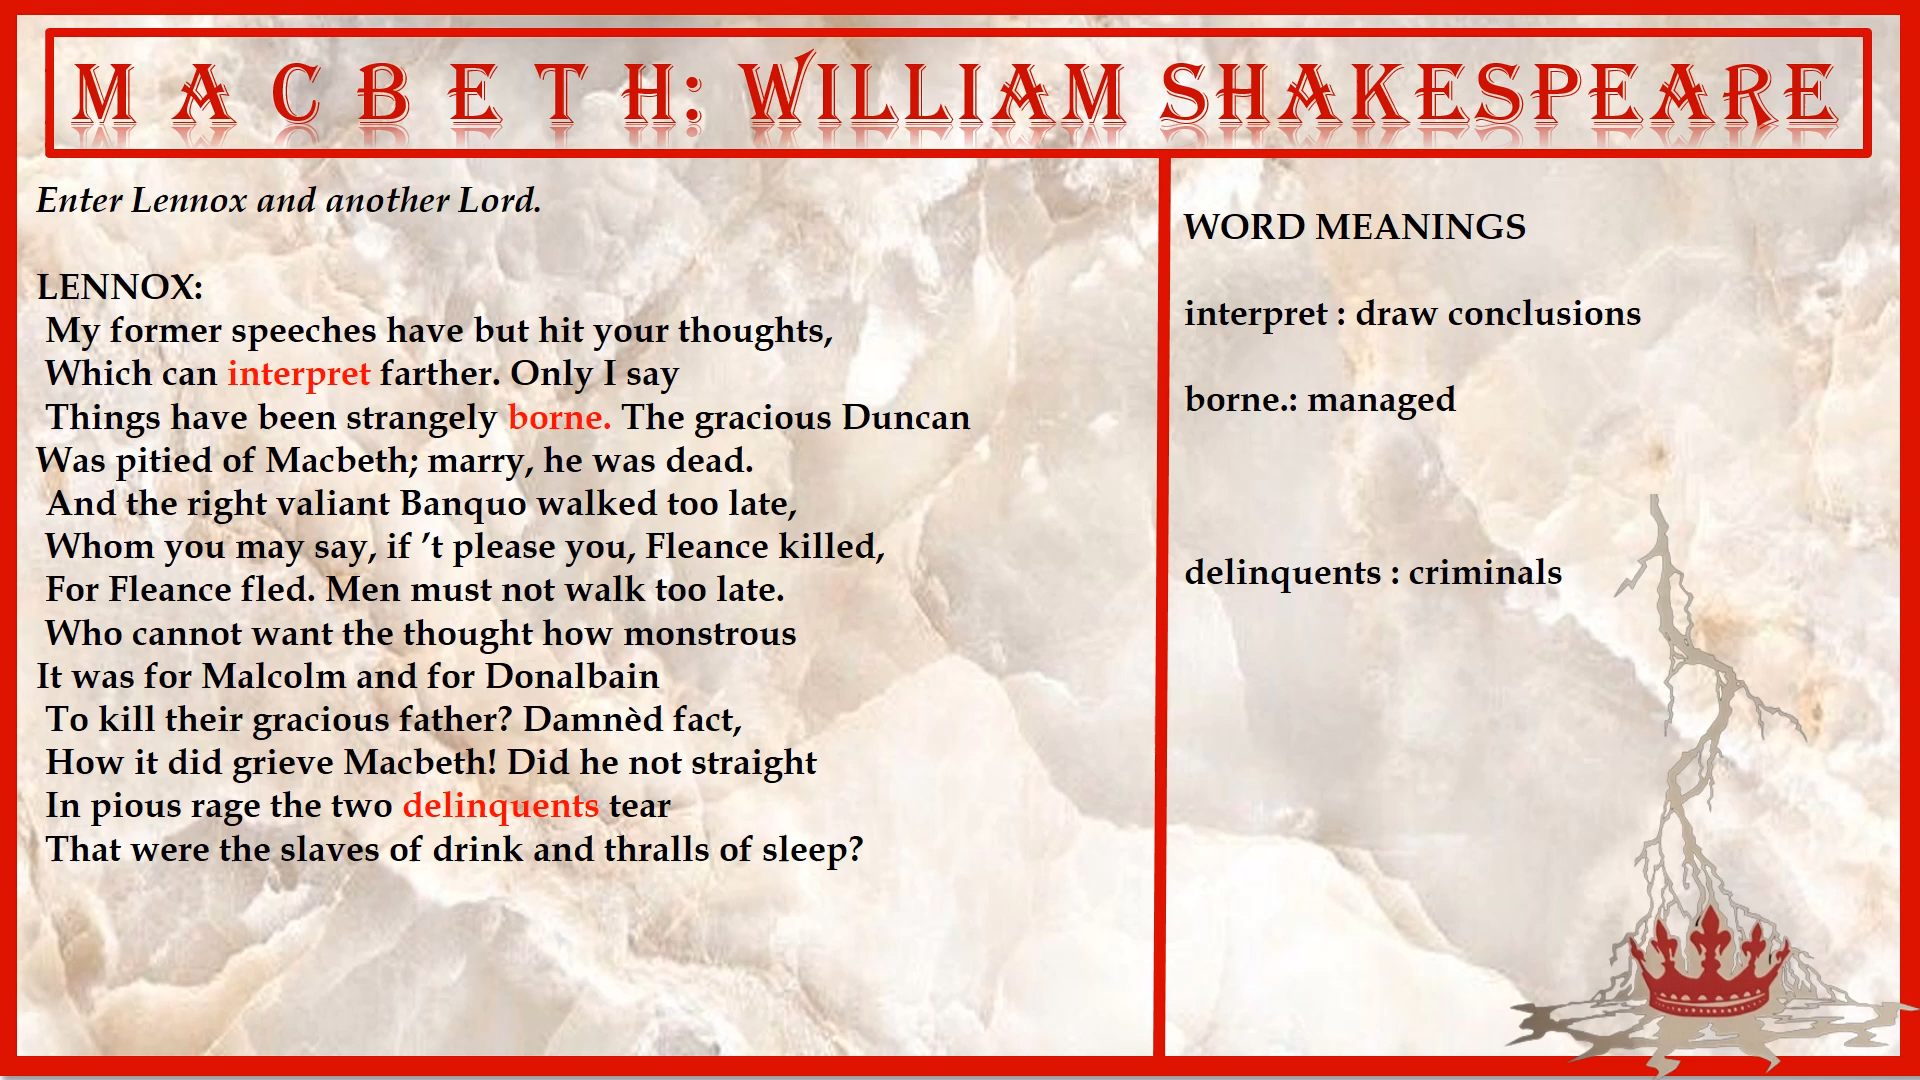 M A C B E T H: WILLIAM SHAKESPEARE
Enter Lennox and another Lord.
LENNOX:
My former speeches have but hit your thoughts,
Which can interpret farther. Only I say
Things have been strangely borne. The gracious Duncan
Was pitied of Macbeth; marry, he was dead.
And the right valiant Banquo walked too late,
Whom you may say, if ’t please you, Fleance killed,
For Fleance fled. Men must not walk too late.
Who cannot want the thought how monstrous
It was for Malcolm and for Donalbain
To kill their gracious father? Damnèd fact,
How it did grieve Macbeth! Did he not straight
In pious rage the two delinquents tear
That were the slaves of drink and thralls of sleep?
WORD MEANINGS
interpret : draw conclusions
borne.: managed
delinquents : criminals